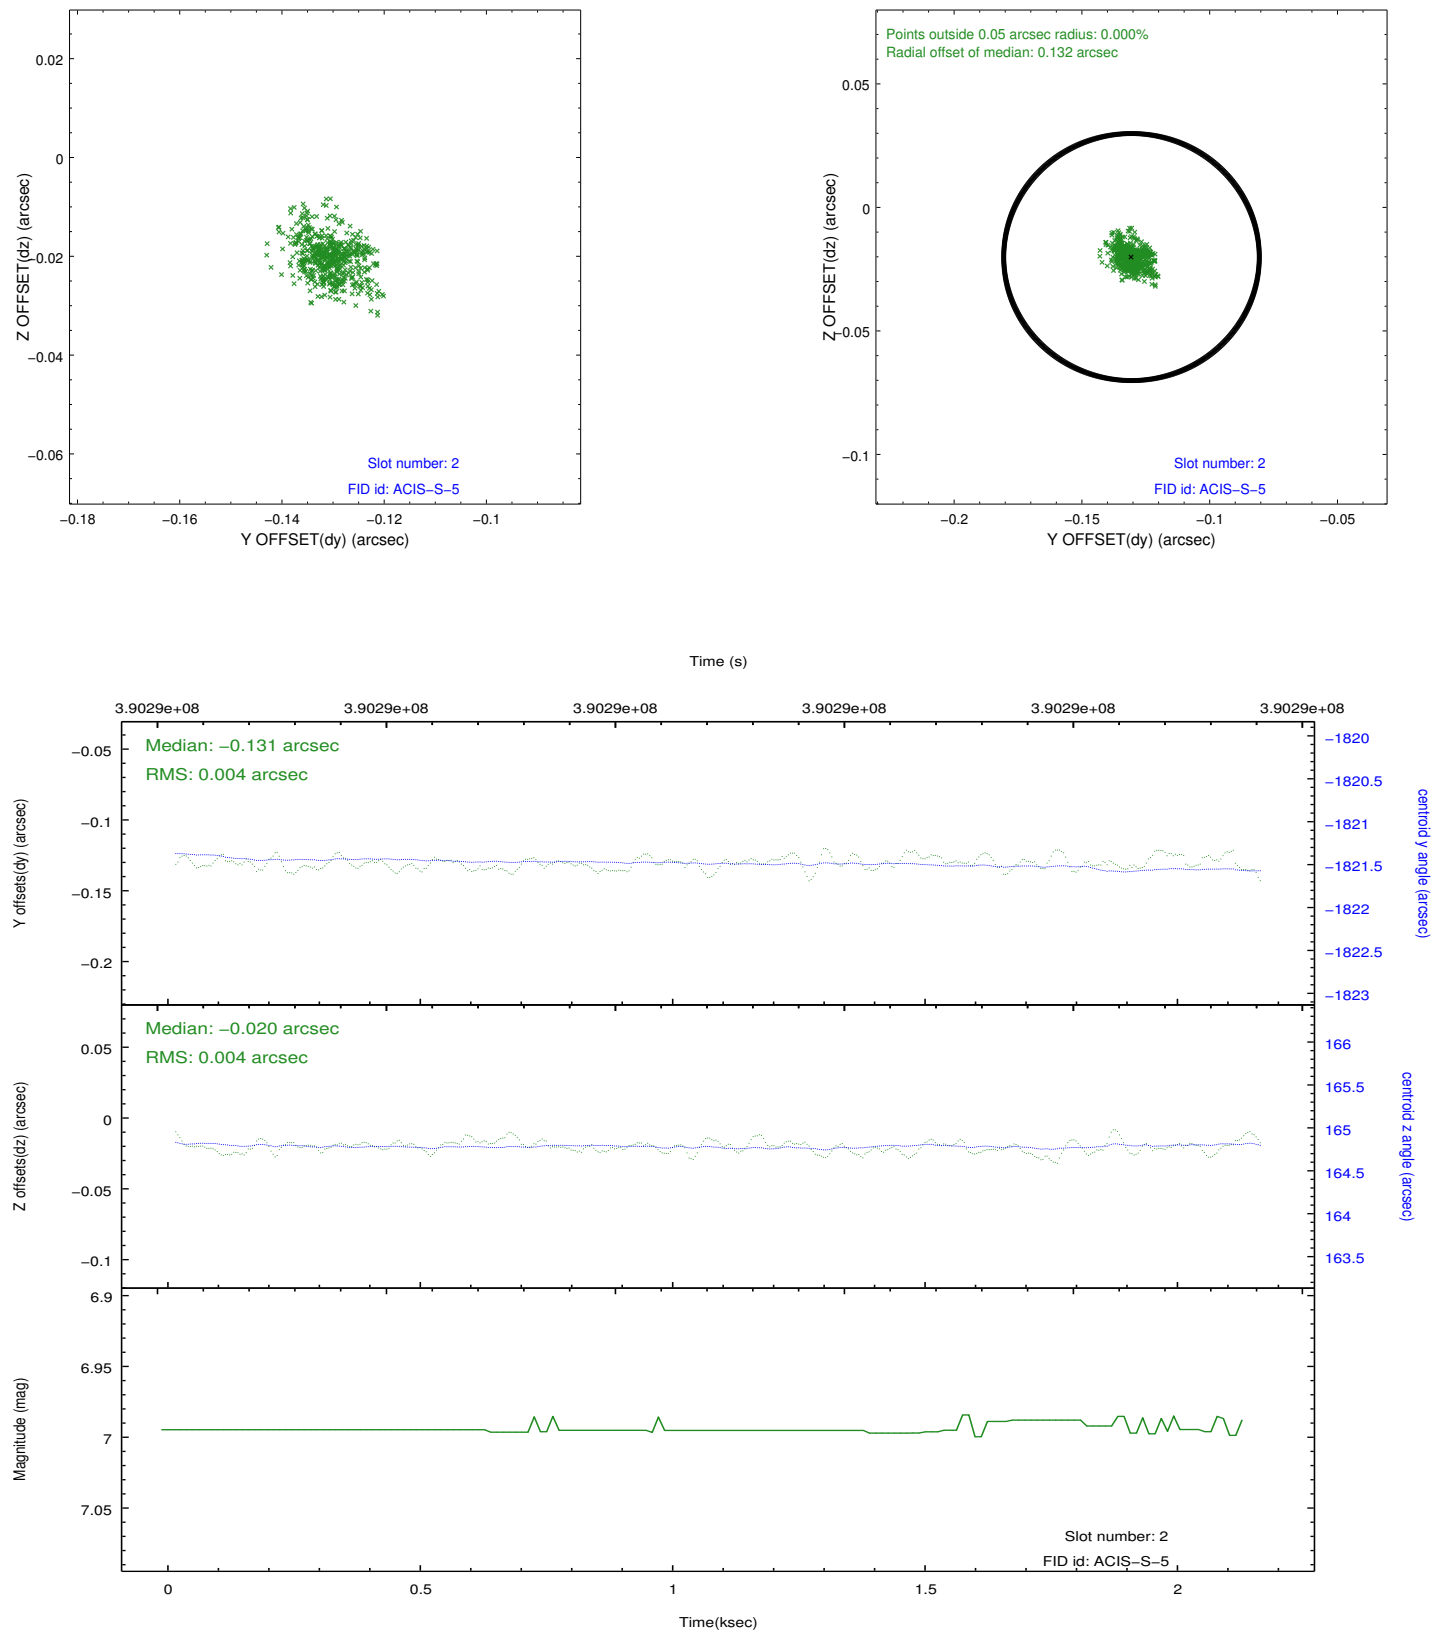 0.02
0
−0.02
−0.04
−0.06
Z OFFSET(dz) (arcsec)
Slot number: 2
FID id: ACIS−S−5
−0.18
−0.16
−0.14
−0.12
−0.1
Y OFFSET(dy) (arcsec)
Points outside 0.05 arcsec radius: 0.000%
Radial offset of median: 0.132 arcsec
0.05
0
−0.05
−0.1
Z OFFSET(dz) (arcsec)
Slot number: 2
FID id: ACIS−S−5
−0.2
−0.15
−0.1
−0.05
Y OFFSET(dy) (arcsec)
Time (s)
3.9029e+08
3.9029e+08
3.9029e+08
3.9029e+08
3.9029e+08
3.9029e+08
Median: −0.131 arcsec
RMS: 0.004 arcsec
−0.05
−0.1
−0.15
−0.2
Y offsets(dy) (arcsec)
−1820
−1820.5
−1821
−1821.5
−1822
−1822.5
−1823
centroid y angle (arcsec)
Median: −0.020 arcsec
RMS: 0.004 arcsec
0.05
0
−0.05
−0.1
Z offsets(dz) (arcsec)
166
165.5
165
164.5
164
163.5
centroid z angle (arcsec)
6.9
6.95
7
7.05
Magnitude (mag)
Slot number: 2
FID id: ACIS−S−5
0
0.5
1
1.5
2
Time(ksec)